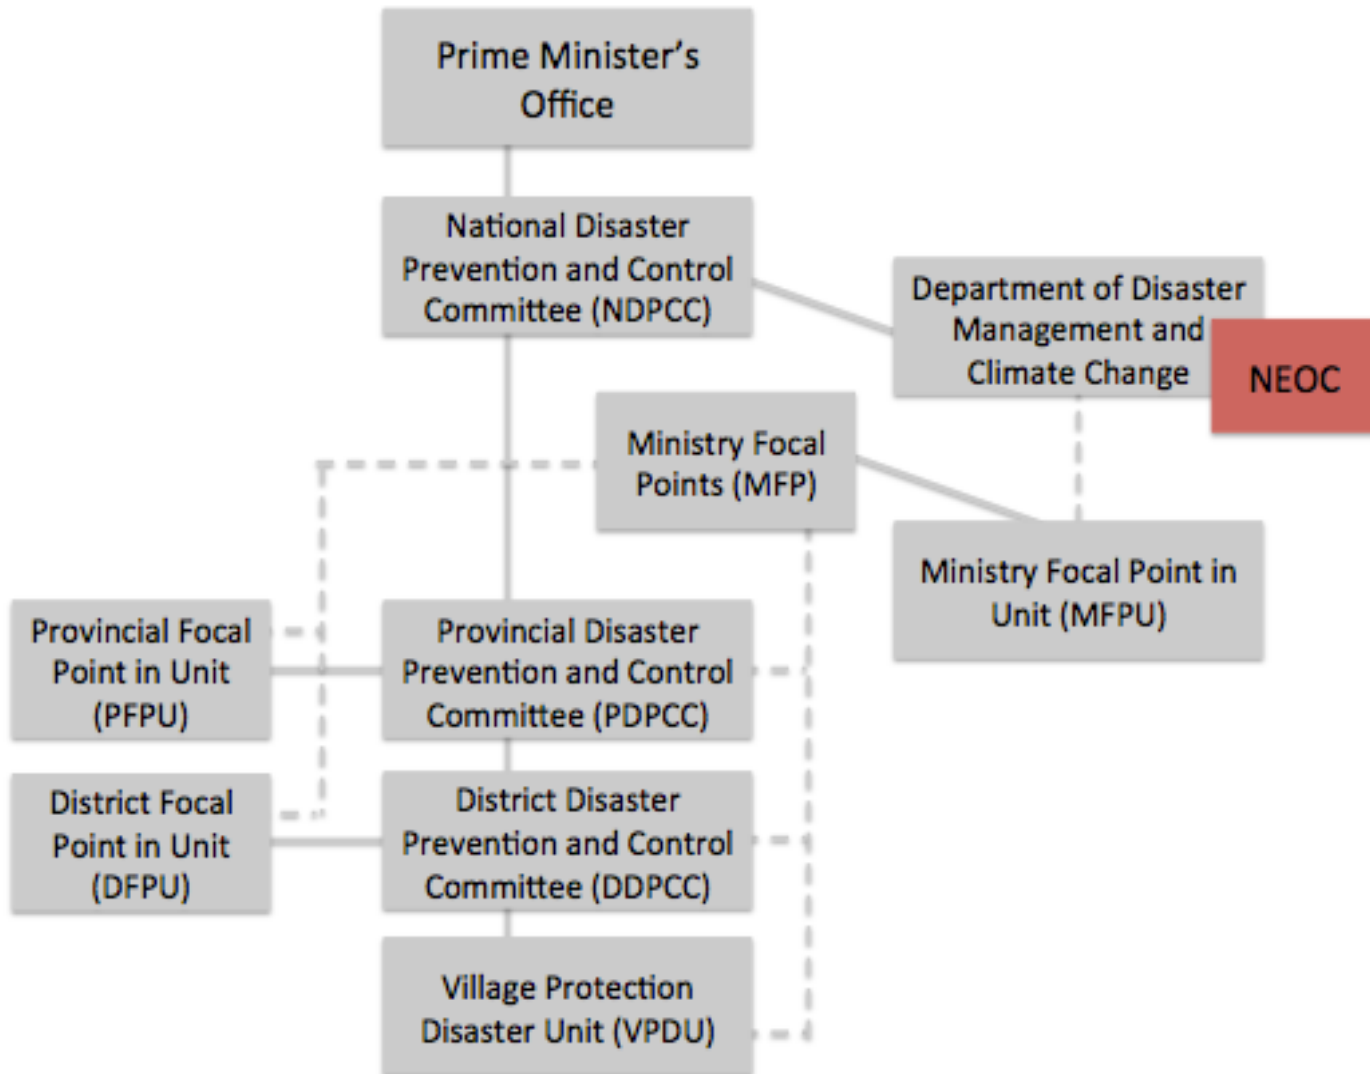 Prime Minister's
Office
National Disaster
Prevention and Control
Committee (NDPCC)
Department of Disaster
Management and
Climate Change
NEOC
Ministry Focal
Points (MFP)
Ministry Focal Point in
Unit (MFPU)
Provincial Focal
Point in Unit
(PFPU)
Provincial Disaster
Prevention and Control
Committee (PDPCC)
District Focal
Point in Unit
(DFPU)
District Disaster
Prevention and Control
Committee (DDPCC)
Village Protection
Disaster Unit (VPDU)